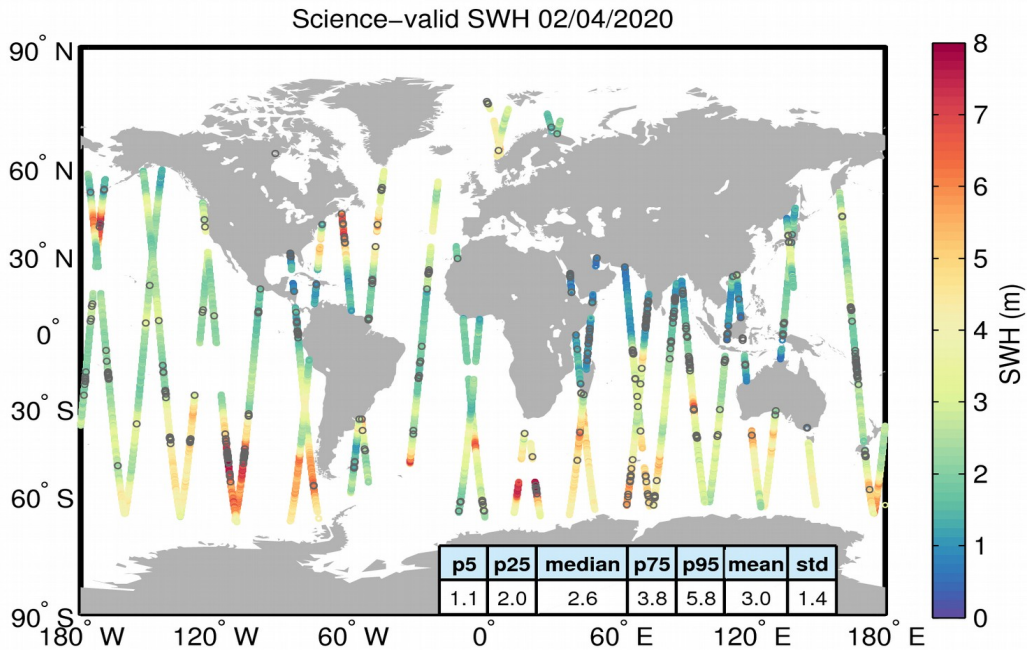 Science−valid SWH 02/04/2020
90° N
60° N
30° N
0°
30° S
60° S
90° S
180° W
120° W
60° W
0°
60° E
120° E
180° E
p5 p25 median p75 p95 mean std
1.1 2.0 2.6 3.8 5.8 3.0 1.4
8
7
6
5
4
3
2
1
0
SWH (m)